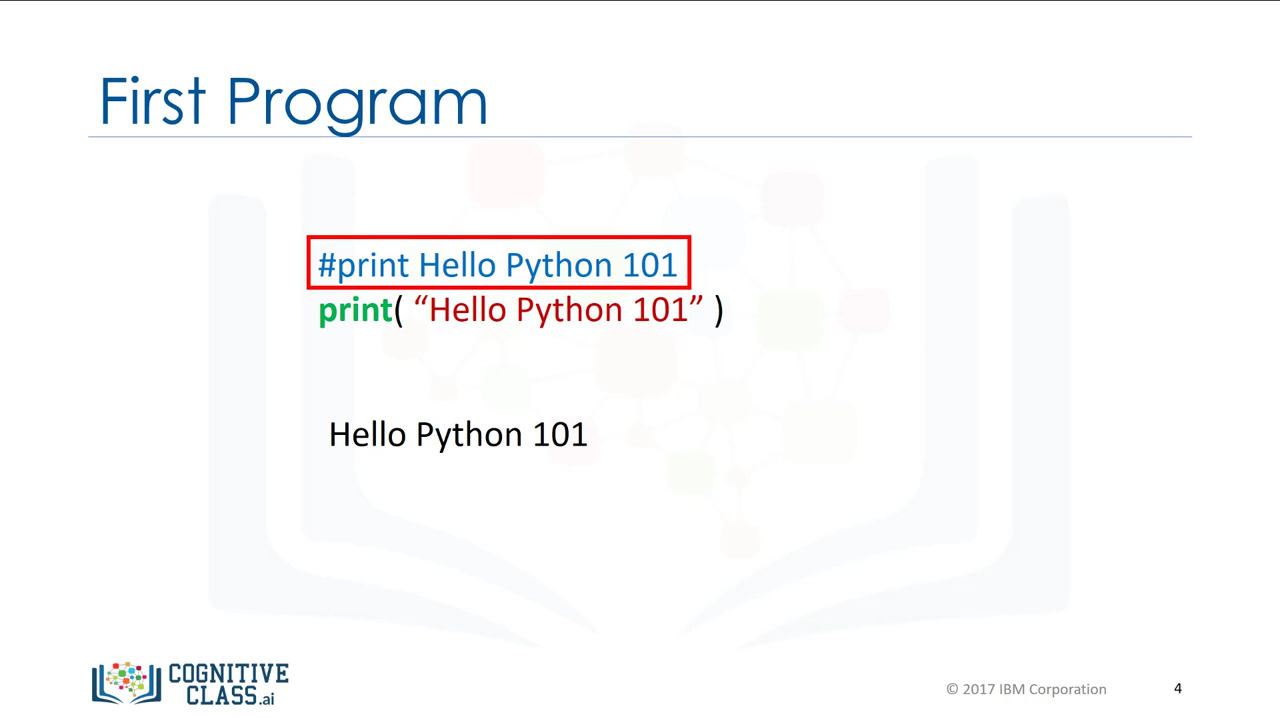 First Program
#print Hello Python 101
print( “Hello Python 101” )
Hello Python 101
COGNITIVE
CLASS.ai
© 2017 IBM Corporation
4